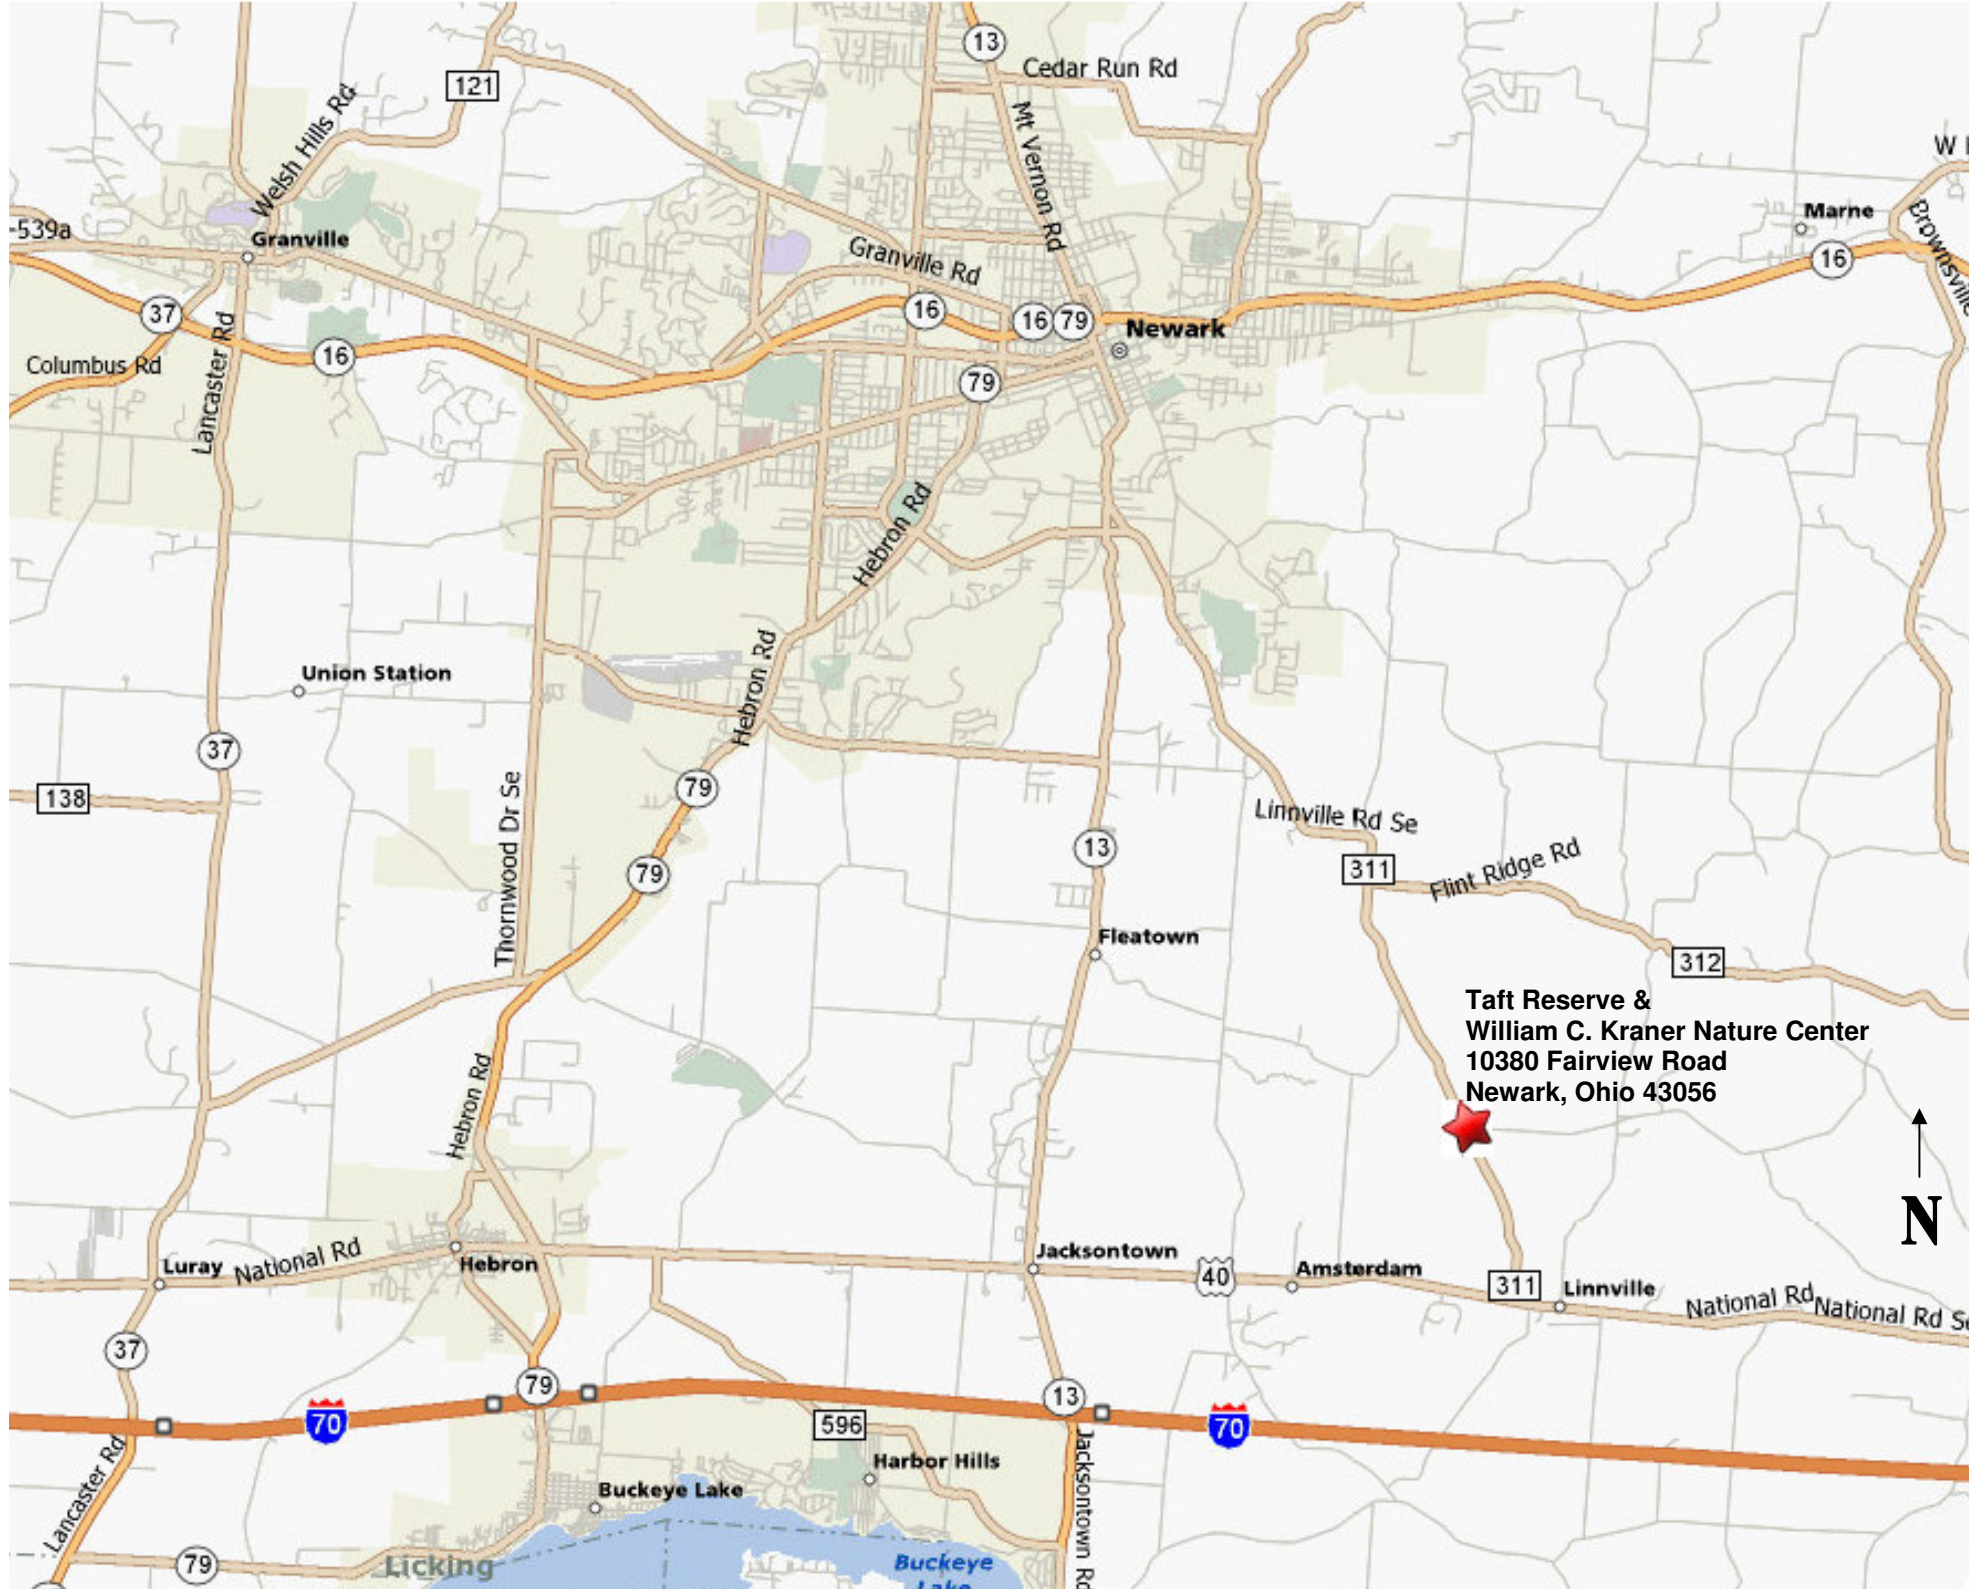 13
Cedar Run Rd
121
Welsh Hills Rd
Mt Vernon Rd
W
Marne
Brownsville
-539a
Granville
Granville Rd
16
37
16
16
79
Newark
Columbus Rd
Lancaster Rd
16
79
Hebron Rd
Union Station
Hebron Rd
37
138
79
Thornwood Dr Se
Linnville Rd Se
13
311
Flint Ridge Rd
79
Fleatown
312
Taft Reserve &
William C. Kraner Nature Center
10380 Fairview Road
Newark, Ohio 43056
Hebron Rd
N
Luray
National Rd
Hebron
Jacksontown
40
Amsterdam
311
Linnville
National Rd
National Rd Se
37
79
13
70
70
596
Lancaster Rd
Harbor Hills
Jacksontown Rd
Buckeye Lake
79
Licking
Buckeye
Lake